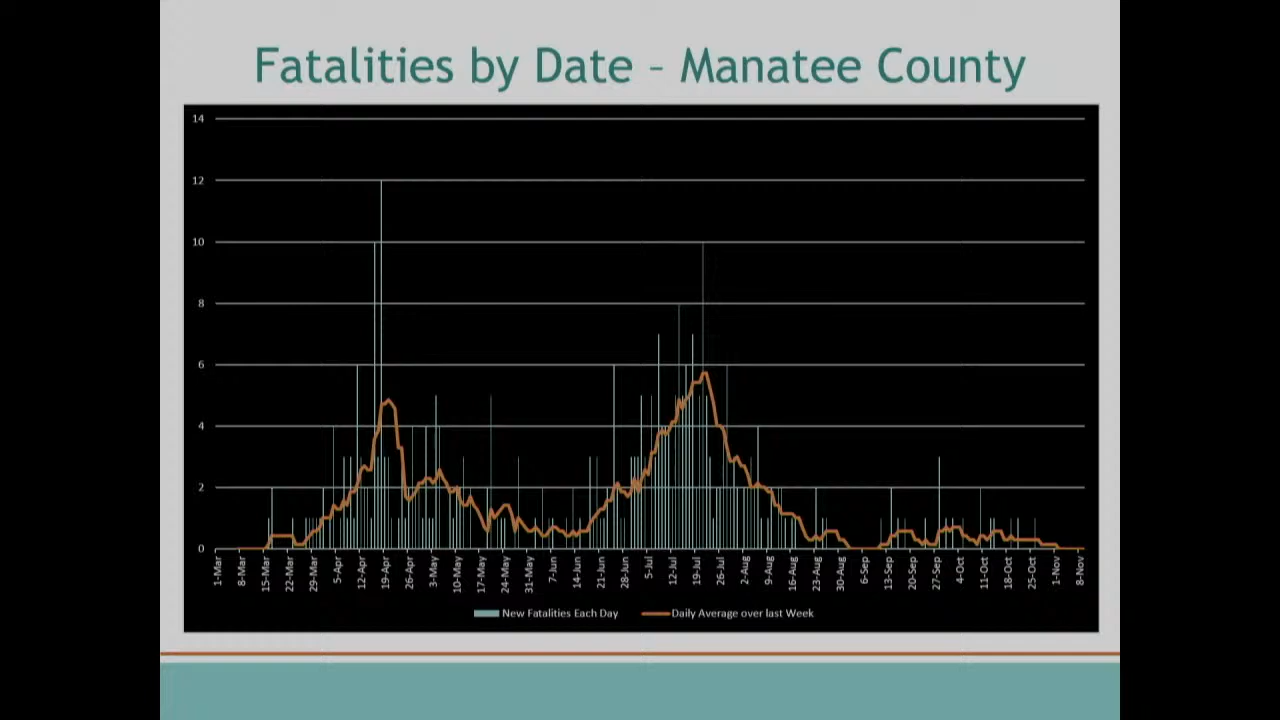 Fatalities by Date – Manatee County
14
12
10
8
6
4
2
0
1-Mar
8-Mar
15-Mar
22-Mar
29-Mar
5-Apr
12-Apr
19-Apr
26-Apr
3-May
10-May
17-May
24-May
31-May
7-Jun
14-Jun
21-Jun
28-Jun
5-Jul
12-Jul
19-Jul
26-Jul
2-Aug
9-Aug
16-Aug
23-Aug
30-Aug
6-Sep
13-Sep
20-Sep
27-Sep
4-Oct
11-Oct
18-Oct
25-Oct
1-Nov
8-Nov
New Fatalities Each Day
Daily Average over last Week